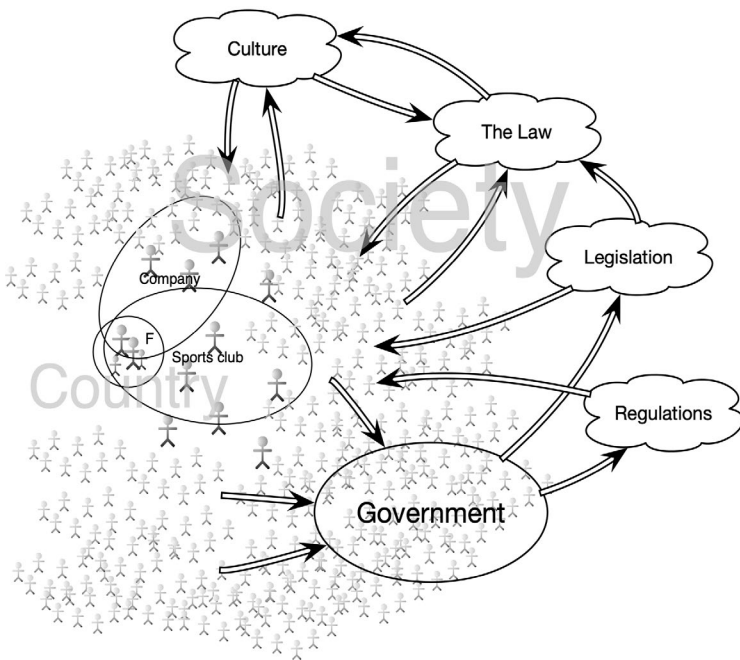 Culture
The Law
Society
Legislation
Company
F
Sports club
Country
Regulations
Government